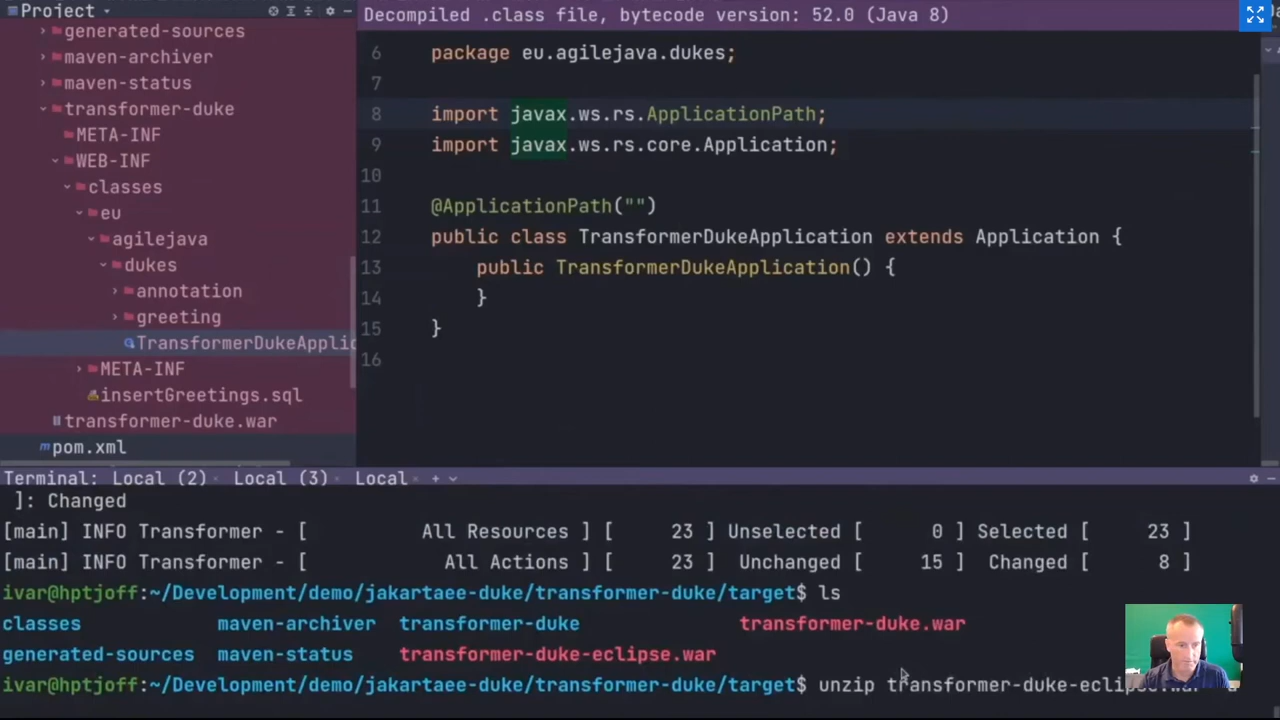 Project
generated-sources
maven-archiver
maven-status
transformer-duke
META-INF
WEB-INF
classes
eu
agilejava
dukes
annotation
greeting
TransformerDukeApplic
META-INF
insertGreetings.sql
transformer-duke.war
pom.xml
Decompiled .class file, bytecode version: 52.0 (Java 8)
6 package eu.agilejava.dukes;
7
8 import javax.ws.rs.ApplicationPath;
9 import javax.ws.rs.core.Application;
10
11 @ApplicationPath("")
12 public class TransformerDukeApplication extends Application {
13 public TransformerDukeApplication() {
14 }
15 }
16
Terminal: Local (2) Local (3) Local
]: Changed
[main] INFO Transformer - [ All Resources ] [ 23 ] Unselected [ 0 ] Selected [ 23 ]
[main] INFO Transformer - [ All Actions ] [ 23 ] Unchanged [ 15 ] Changed [ 8 ]
ivar@hptjoff:~/Development/demo/jakartaee-duke/transformer-duke/target$ ls
classes maven-archiver transformer-duke transformer-duke.war
generated-sources maven-status transformer-duke-eclipse.war
ivar@hptjoff:~/Development/demo/jakartaee-duke/transformer-duke/target$ unzip transformer-duke-eclipse.war